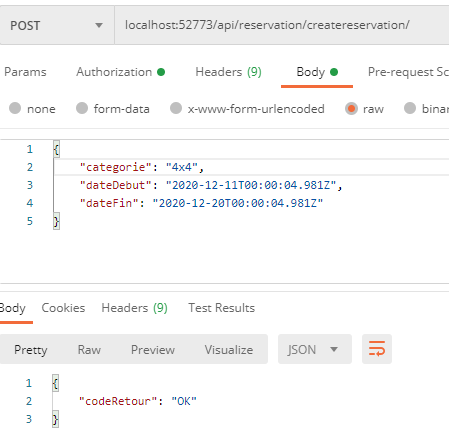 POST localhost:52773/api/reservation/createreservation/
Params Authorization Headers (9) Body Pre-request Sc
none form-data x-www-form-urlencoded raw binar
1 {
2 "categorie": "4x4",
3 "dateDebut": "2020-12-11T00:00:04.981Z",
4 "dateFin": "2020-12-20T00:00:04.981Z"
5 }
Body Cookies Headers (9) Test Results
Pretty Raw Preview Visualize JSON
1 {
2 "codeRetour": "OK"
3 }